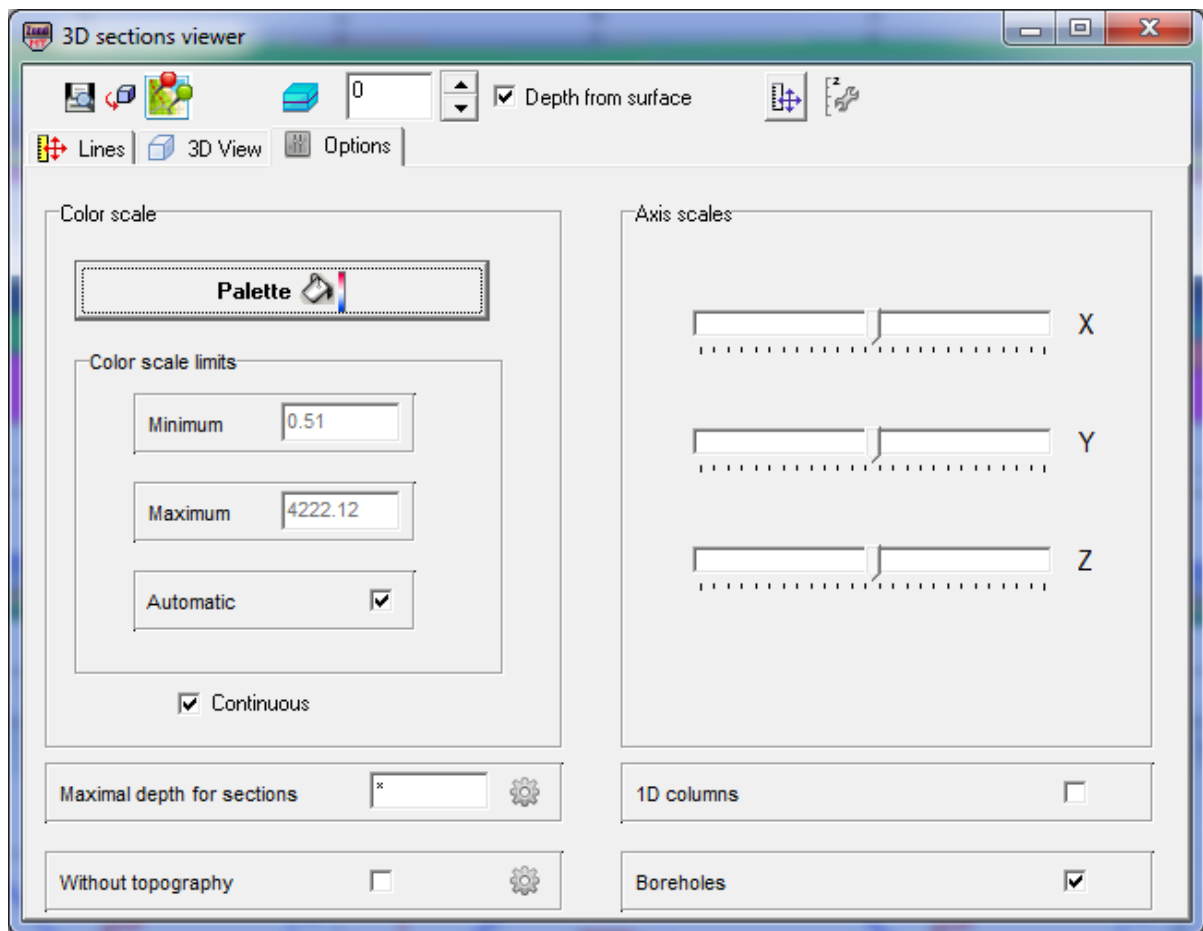 3D sections viewer
0
Depth from surface
2
Lines
3D View
Options
Color scale
Palette
Color scale limits
Minimum
0.51
Maximum
4222.12
Automatic
Continuous
Axis scales
X
Y
Z
Maximal depth for sections
*
1D columns
Without topography
Boreholes